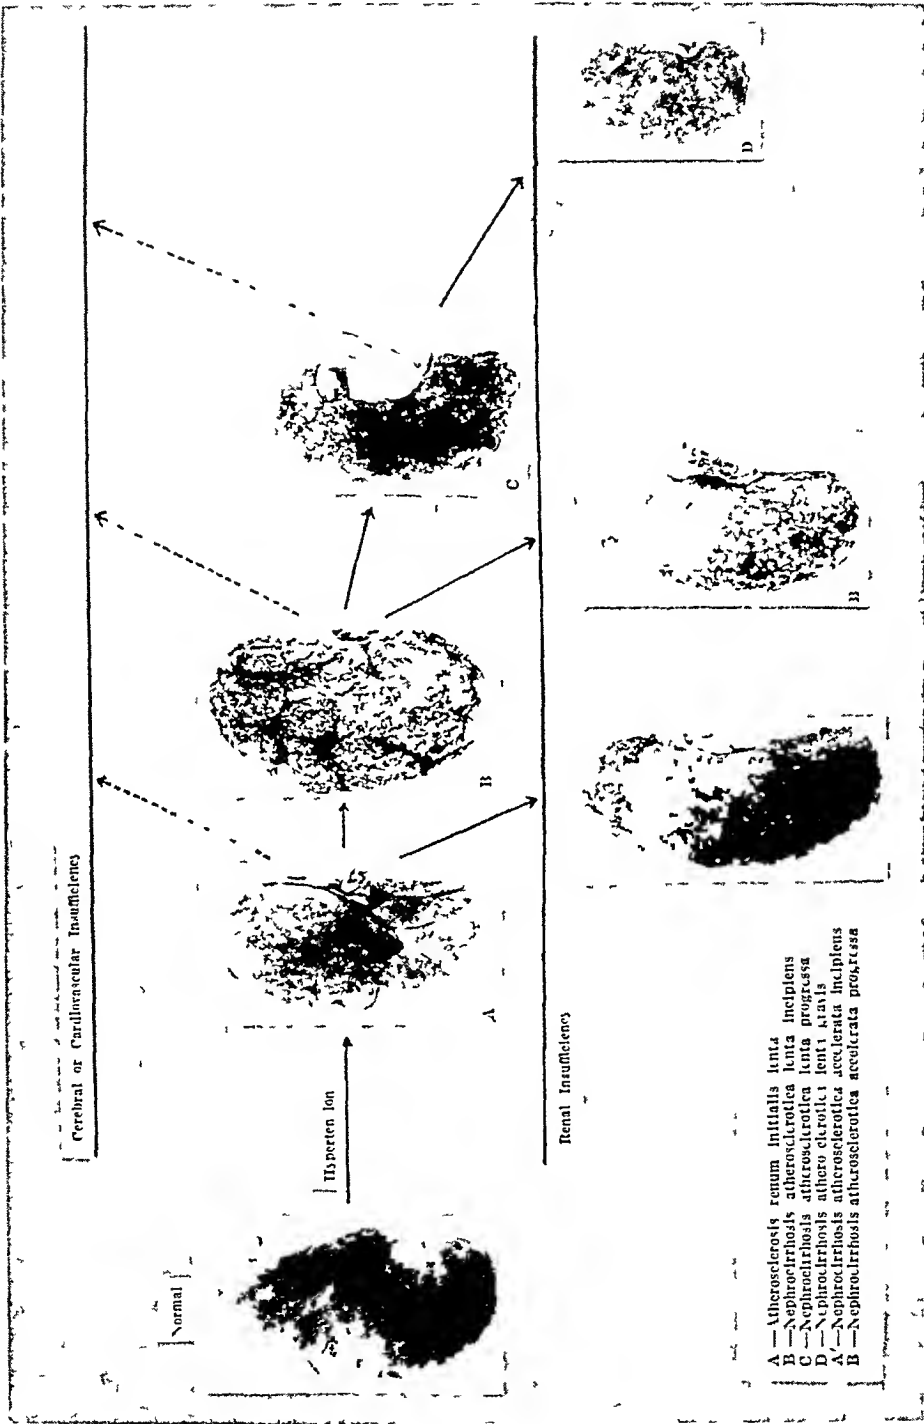 Cerebral or Cardiovascular Insufficiency
Normal
Hypertension
A
B
C
Renal Insufficiency
B
D
A —Atherosclerosis renum initialis lenta
B —Nephrocirrhosis atherosclerotica lenta incipiens
C —Nephrocirrhosis atherosclerotica lenta progressa
D —Nephrocirrhosis atherosclerotica lenta gravis
A'—Nephrocirrhosis atherosclerotica accelerata incipiens
B —Nephrocirrhosis atherosclerotica accelerata progressa